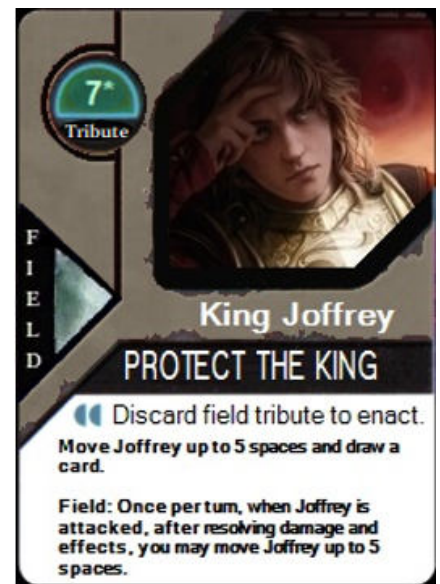 7*
Tribute
FIELD
King Joffrey
PROTECT THE KING
Discard field tribute to enact.
Move Joffrey up to 5 spaces and draw a
card.
Field: Once per turn, when Joffrey is
attacked, after resolving damage and
effects, you may move Joffrey up to 5
spaces.